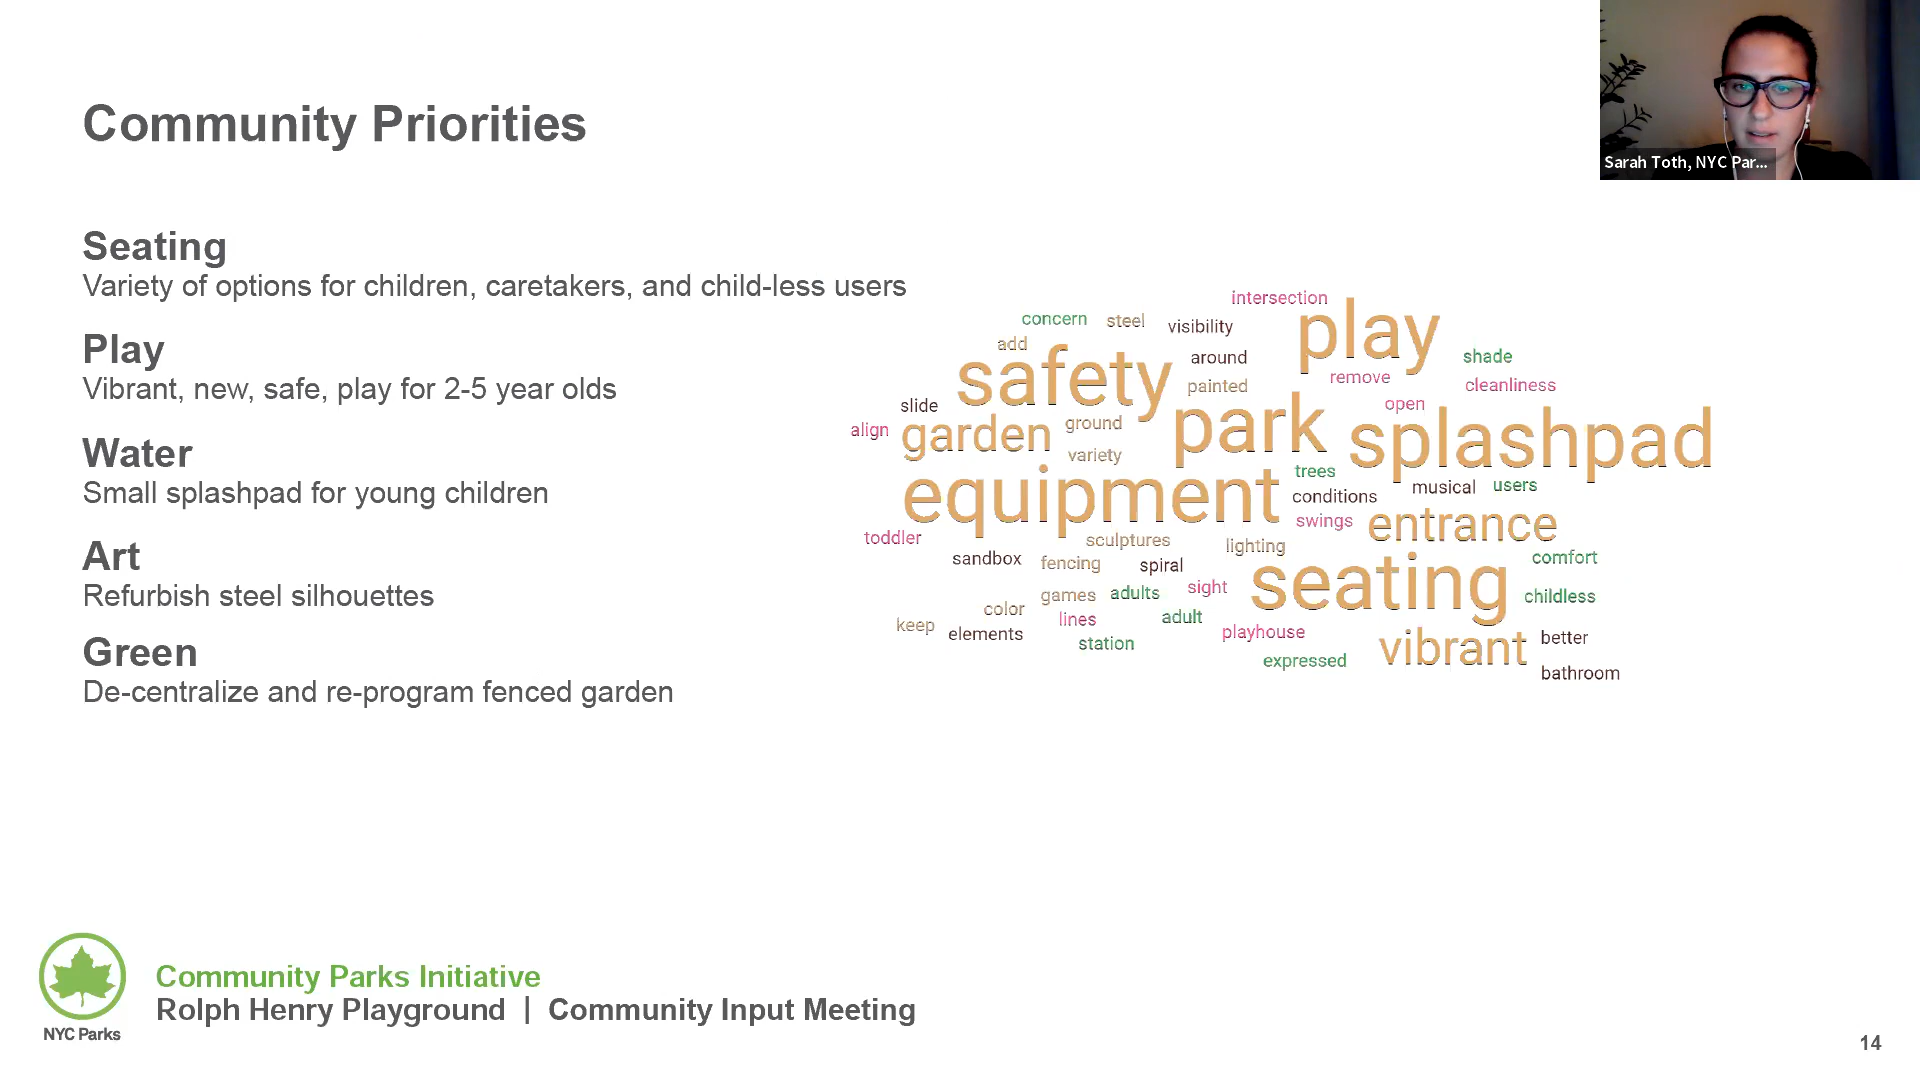 Community Priorities
Sarah Toth, NYC Par...
Seating
Variety of options for children, caretakers, and child-less users
Play
Vibrant, new, safe, play for 2-5 year olds
Water
Small splashpad for young children
Art
Refurbish steel silhouettes
Green
De-centralize and re-program fenced garden
intersection
concern steel visibility play
add around shade
safety painted remove cleanliness
slide open
align garden ground park splashpad
variety
equipment trees
conditions musical users
swings entrance
toddler sculptures lighting
sandbox fencing spiral comfort
games adults sight seating childless
color lines adult
keep elements playhouse vibrant better
station expressed
bathroom
NYC Parks
Community Parks Initiative
Rolph Henry Playground | Community Input Meeting
14